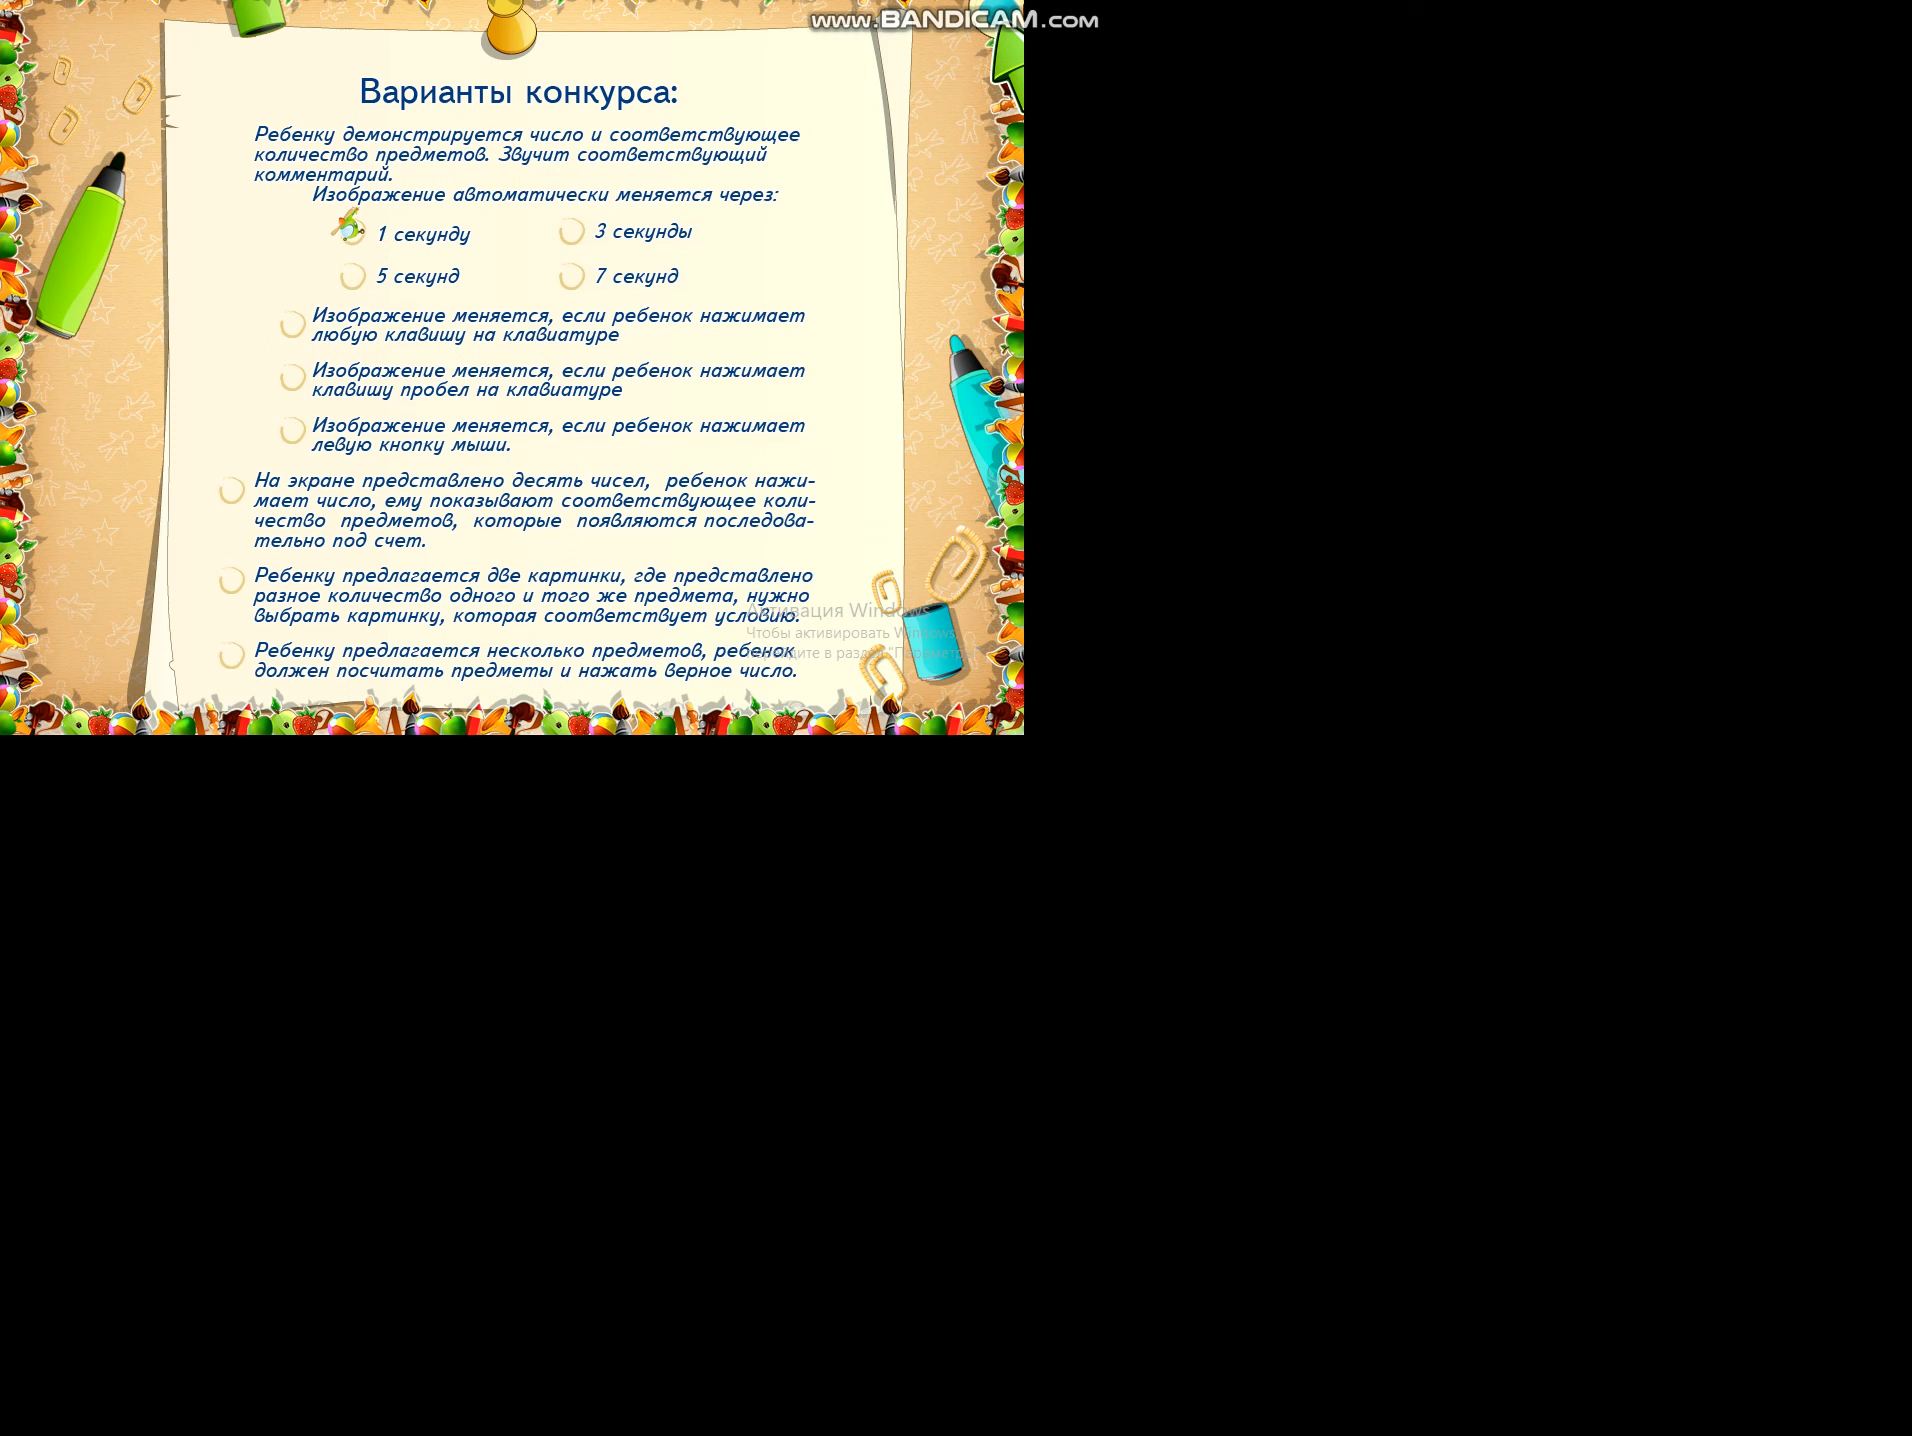 www.BANDICAM.com
Варианты конкурса:
Ребенку демонстрируется число и соответствующее
количество предметов. Звучит соответствующий
комментарий.
Изображение автоматически меняется через:
1 секунду
3 секунды
5 секунд
7 секунд
Изображение меняется, если ребенок нажимает
любую клавишу на клавиатуре
Изображение меняется, если ребенок нажимает
клавишу пробел на клавиатуре
Изображение меняется, если ребенок нажимает
левую кнопку мыши.
На экране представлено десять чисел, ребенок нажи-
мает число, ему показывают соответствующее коли-
чество предметов, которые появляются последова-
тельно под счет.
Ребенку предлагается две картинки, где представлено
разное количество одного и того же предмета, нужно
выбрать картинку, которая соответствует условию.
Активация Windows
Чтобы активировать Windows,
перейдите в раздел
Ребенку предлагается несколько предметов, ребенок
должен посчитать предметы и нажать верное число.